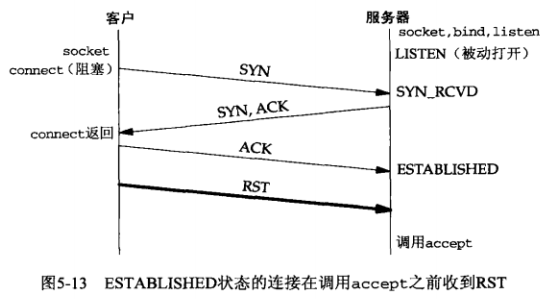 客户
服务器
socket,bind,listen
socket
LISTEN（被动打开）
connect（阻塞）
SYN
SYN_RCVD
SYN, ACK
connect返回
ACK
ESTABLISHED
RST
调用accept
图5-13 ESTABLISHED状态的连接在调用accept之前收到RST